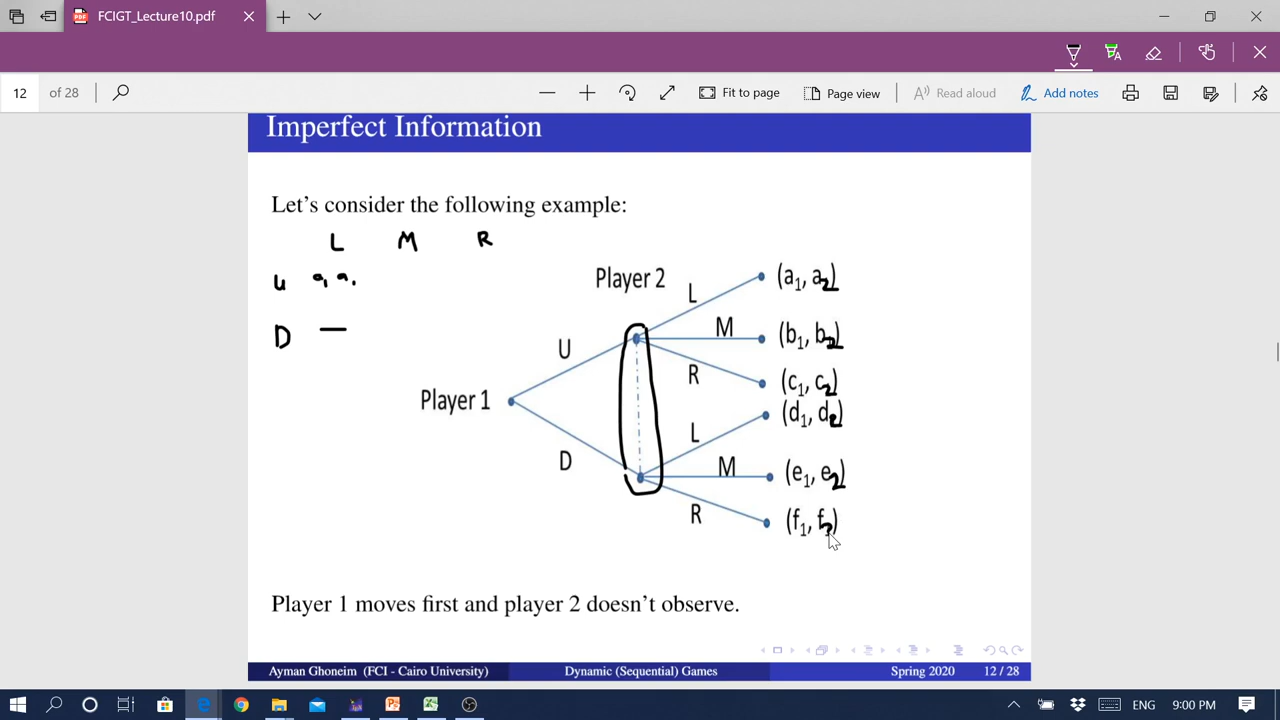 FCIGT_Lecture10.pdf
12 of 28
Fit to page
Page view
Read aloud
Add notes
Imperfect Information
Let's consider the following example:
L M R
U a₁ a₁
D —
Player 1
Player 2
U
D
L
M
R
L
M
R
(a₁, a₂)
(b₁, b₂)
(c₁, c₂)
(d₁, d₂)
(e₁, e₂)
(f₁, f₂)
Player 1 moves first and player 2 doesn't observe.
Ayman Ghoneim (FCI - Cairo University) Dynamic (Sequential) Games Spring 2020 12 / 28
ENG 9:00 PM